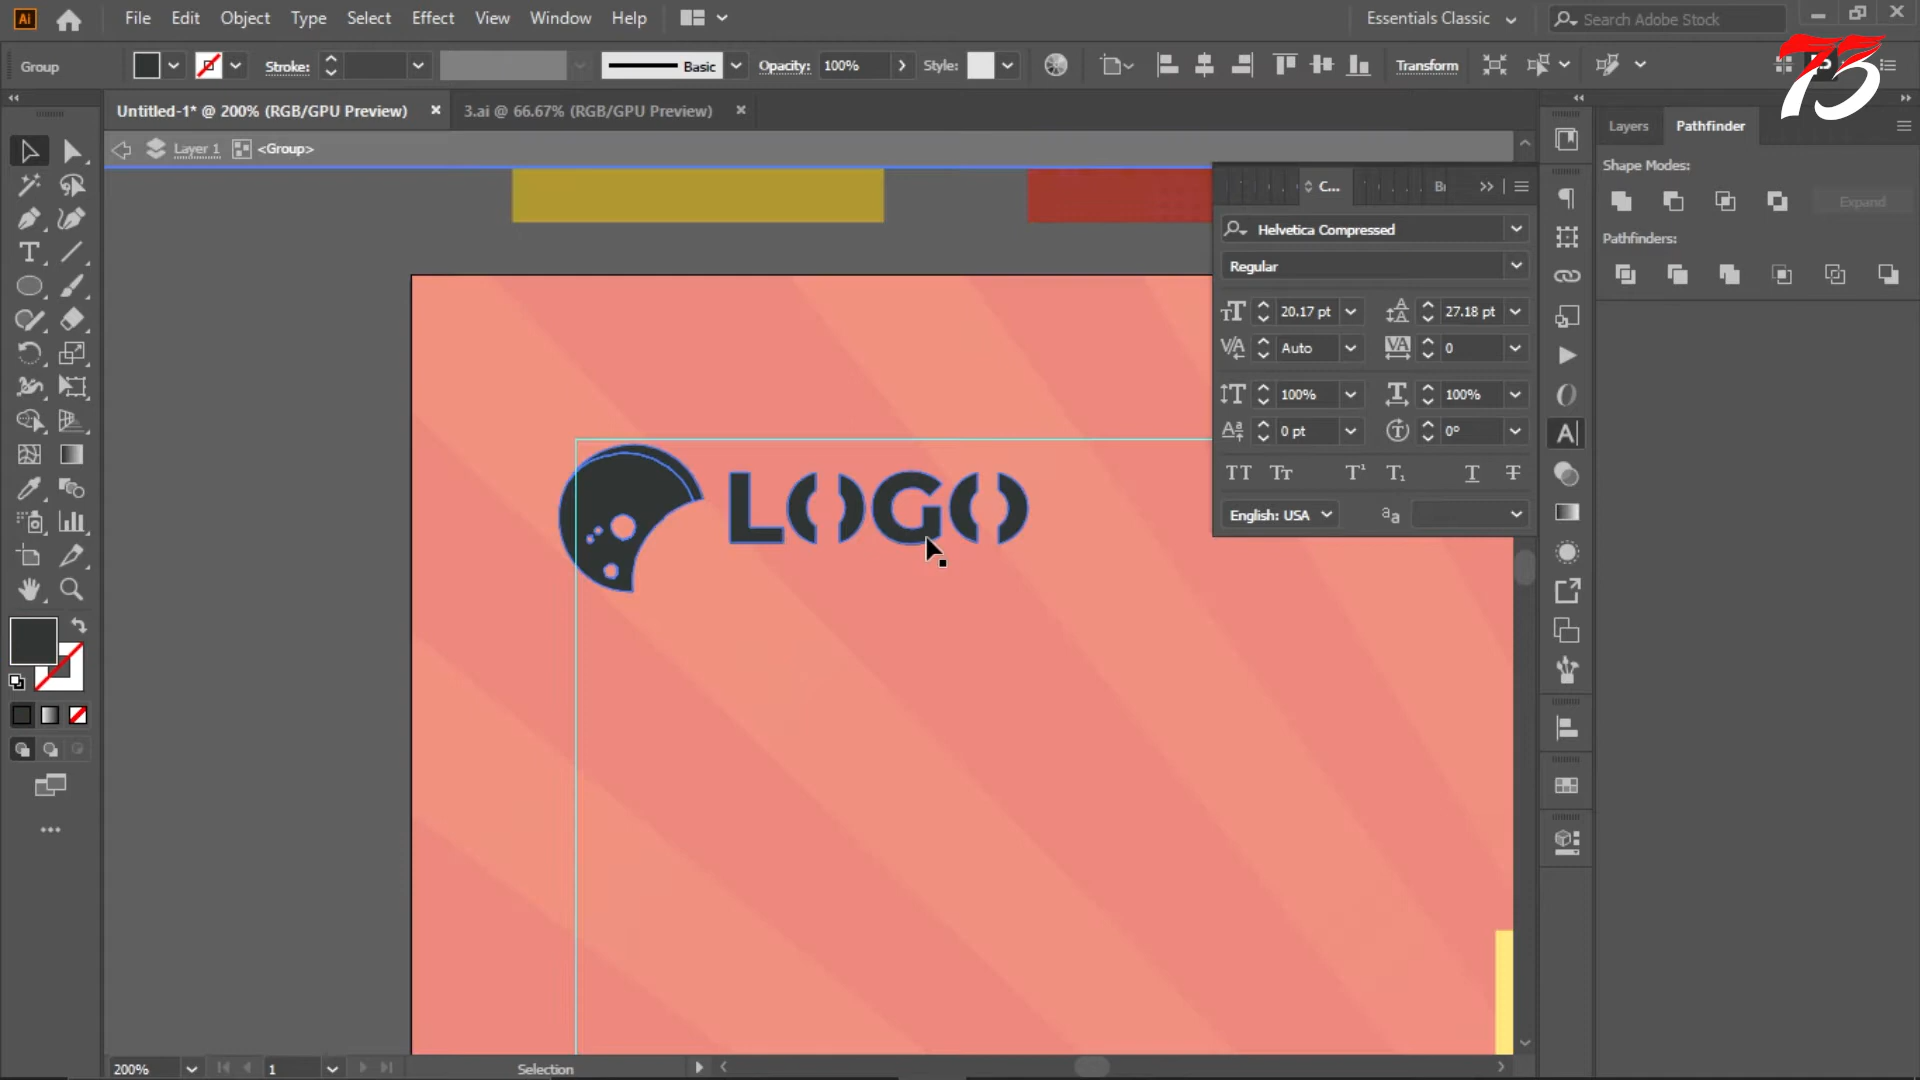 Ai File Edit Object Type Select Effect View Window Help Essentials Classic Search Adobe Stock
Group Stroke: Basic Opacity: 100% Style: Transform
75
Untitled-1* @ 200% (RGB/GPU Preview) × 3.ai @ 66.67% (RGB/GPU Preview) ×
Layers Pathfinder
Layer 1 <Group>
Shape Modes:
C...
Expand
Helvetica Compressed
Pathfinders:
Regular
20.17 pt 27.18 pt
Auto 0
100% 100%
0 pt 0°
English: USA
LOGO
200% 1 Selection